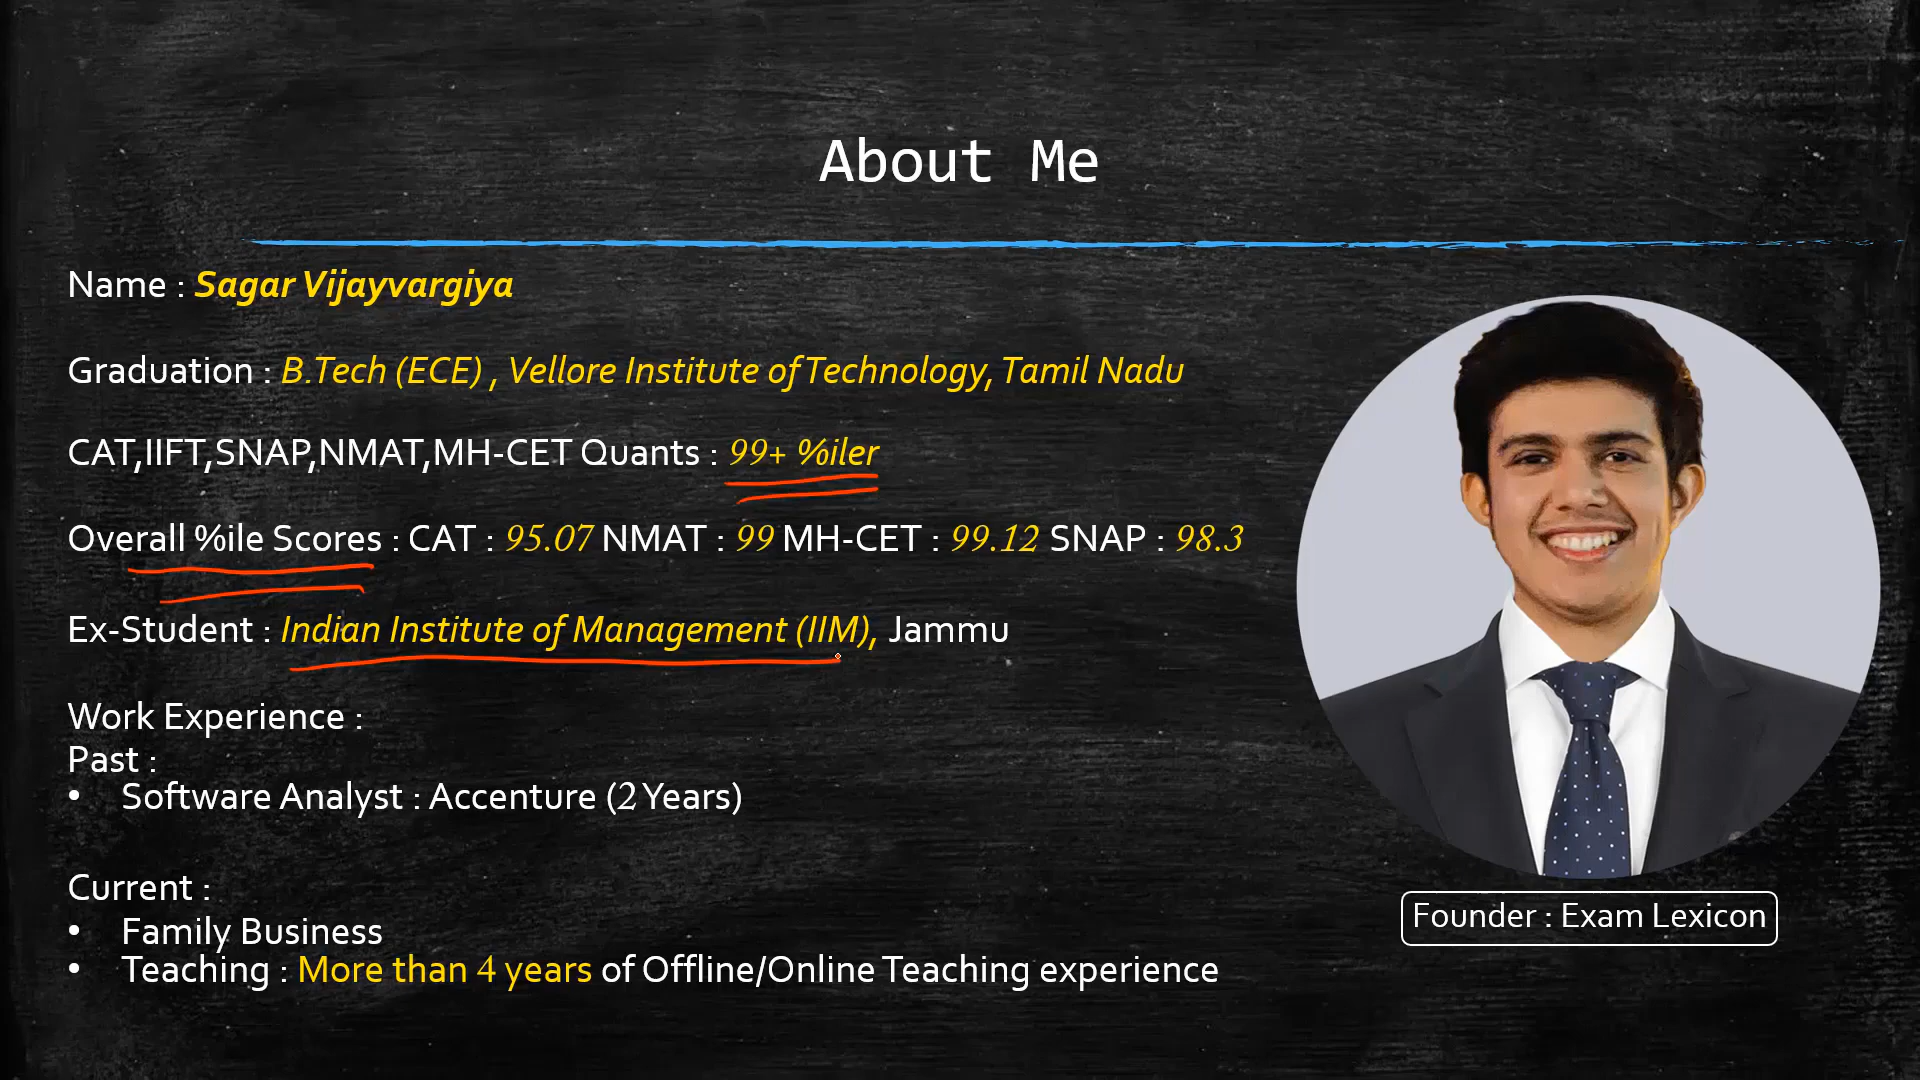 About Me
Name : Sagar Vijayvargiya
Graduation : B.Tech (ECE) , Vellore Institute of Technology, Tamil Nadu
CAT,IIFT,SNAP,NMAT,MH-CET Quants : 99+ %iler
Overall %ile Scores : CAT : 95.07 NMAT : 99 MH-CET : 99.12 SNAP : 98.3
Ex-Student : Indian Institute of Management (IIM), Jammu
Work Experience :
Past :
• Software Analyst : Accenture (2 Years)
Current :
• Family Business
• Teaching : More than 4 years of Offline/Online Teaching experience
Founder : Exam Lexicon